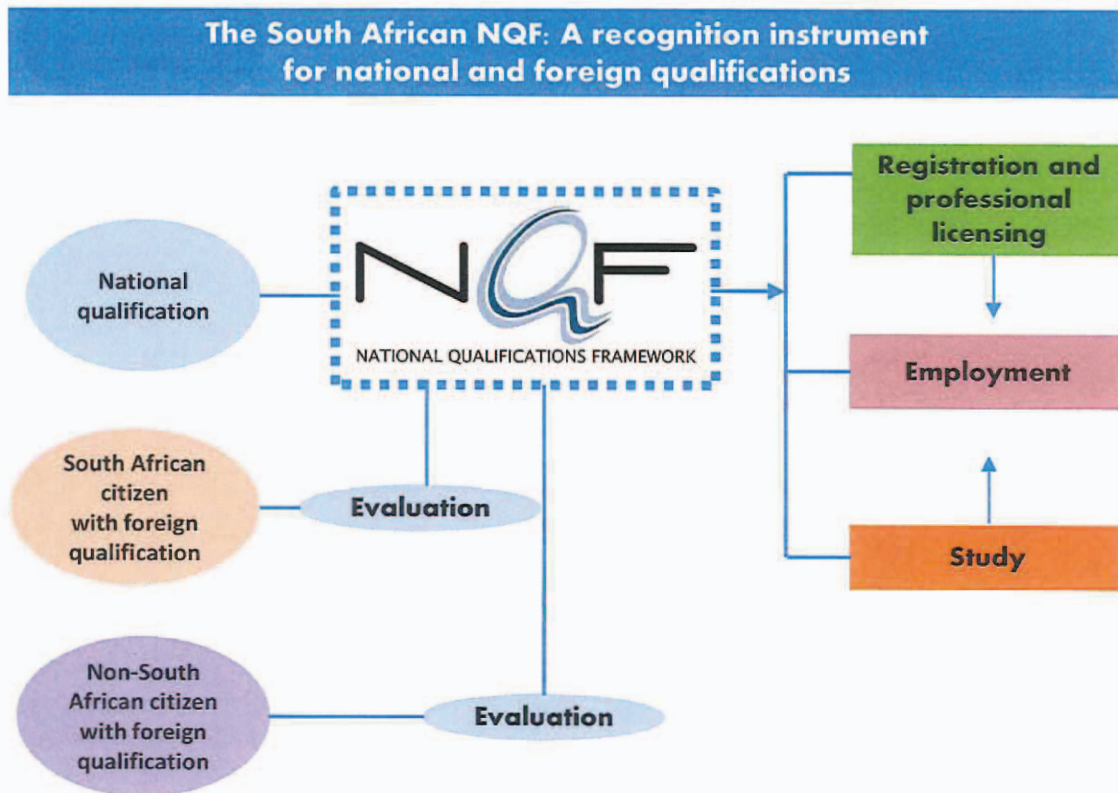 The South African NQF: A recognition instrument
for national and foreign qualifications
National
qualification
South African
citizen
with foreign
qualification
Non-South
African citizen
with foreign
qualification
NQF
NATIONAL QUALIFICATIONS FRAMEWORK
Evaluation
Evaluation
Registration and
professional
licensing
Employment
Study